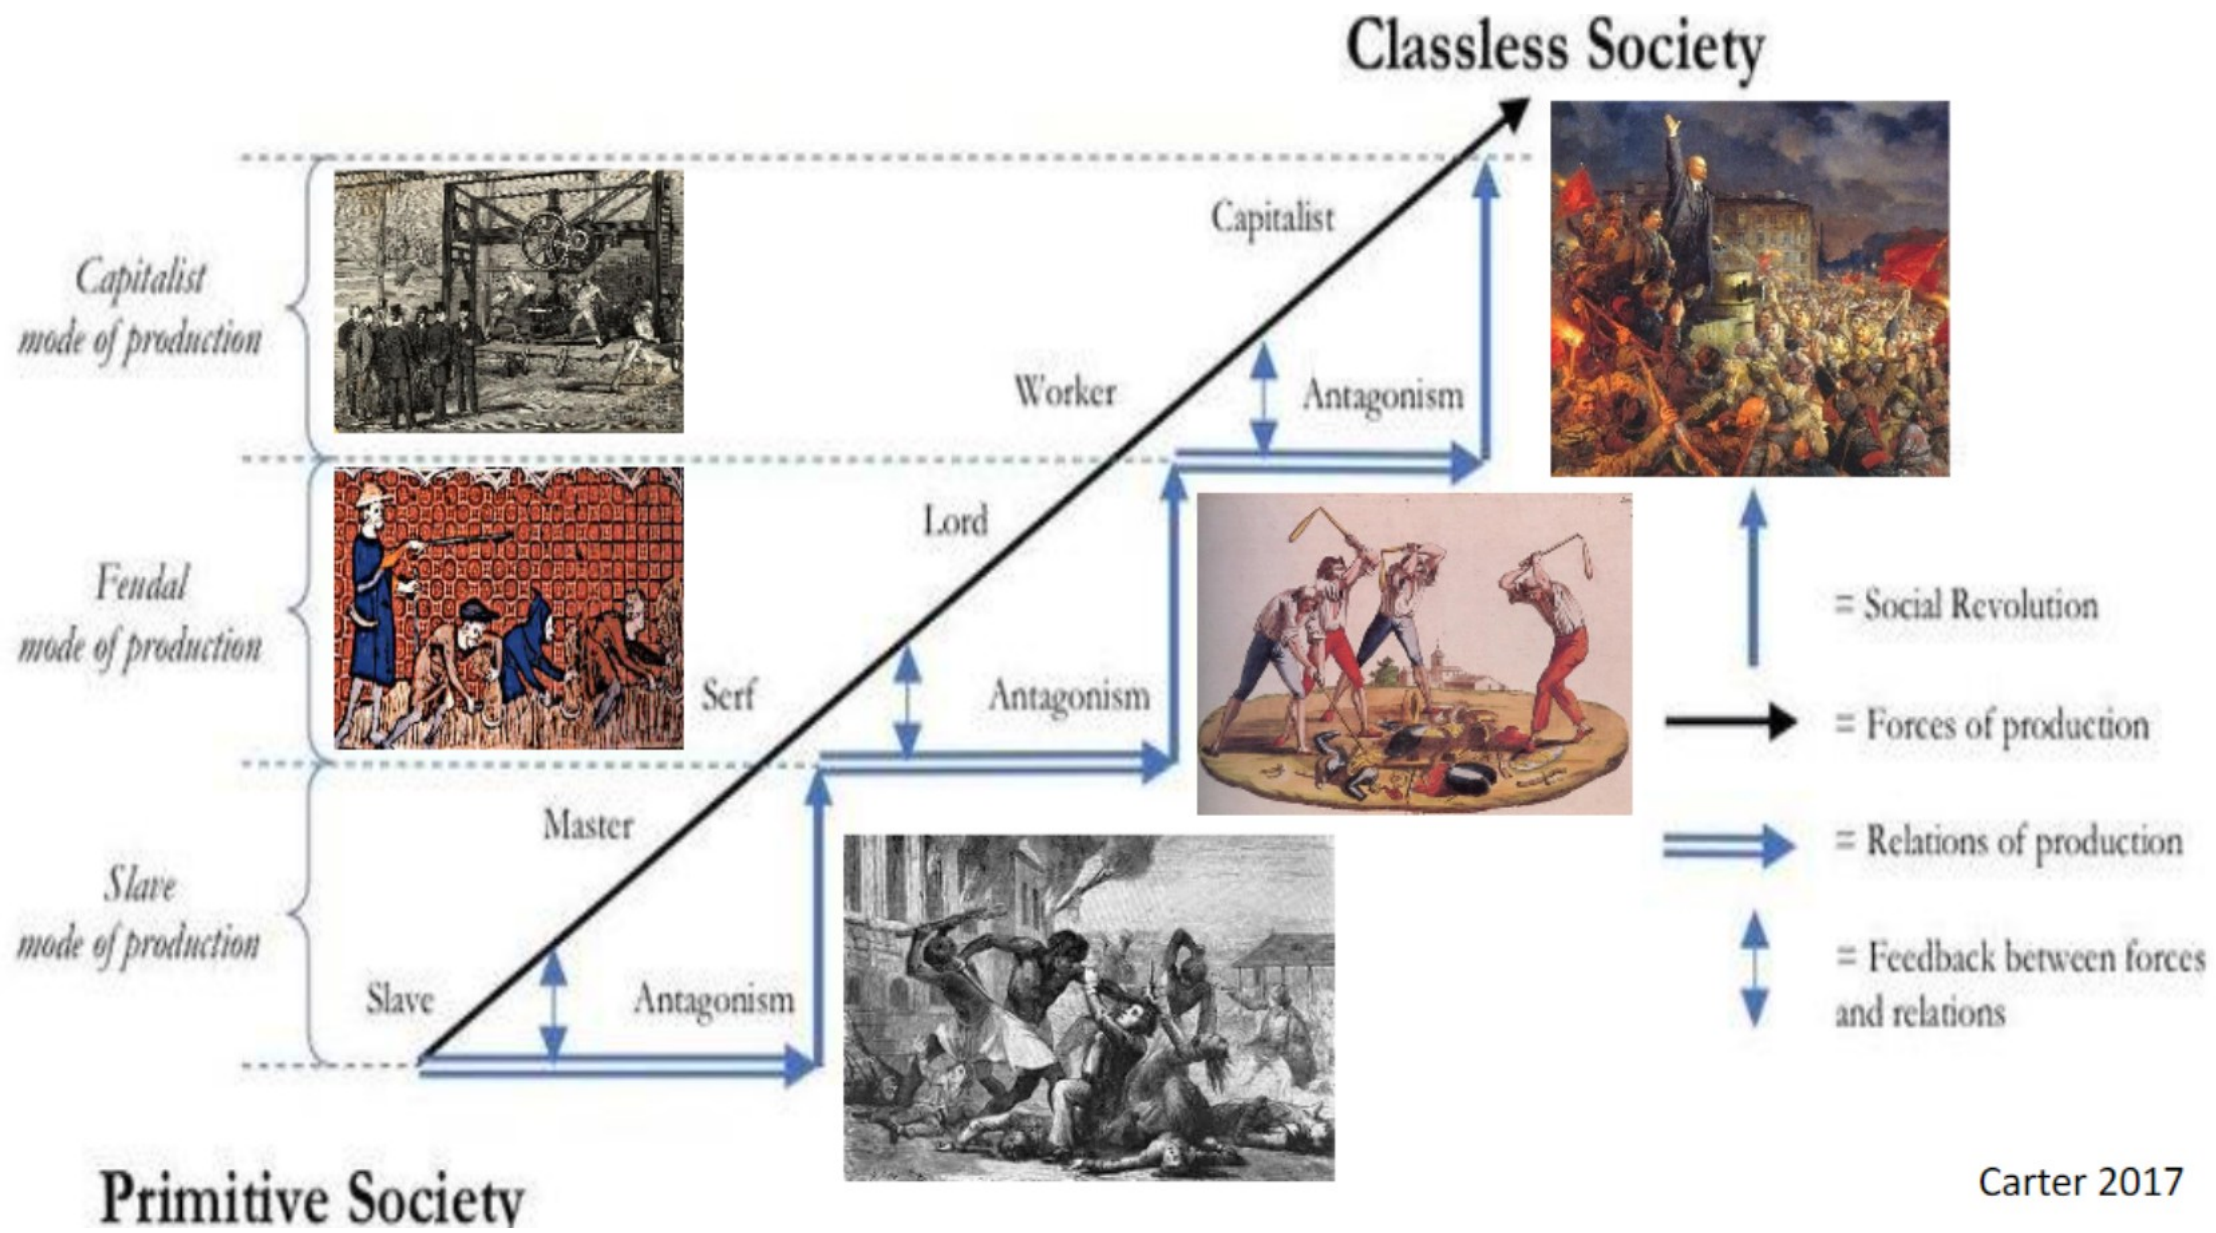 Classless Society
Capitalist
Capitalist
mode of production
Worker
Antagonism
Lord
Fendal
mode of production
= Social Revolution
Serf
Antagonism
= Forces of production
Master
= Relations of production
Slave
mode of production
= Feedback between forces
and relations
Slave
Antagonism
Primitive Society
Carter 2017